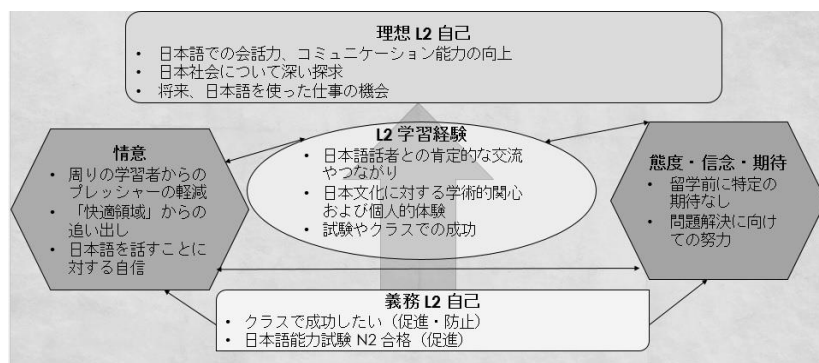 理想 L2 自己
• 日本語での会話力、コミュニケーション能力の向上
• 日本社会について深い探求
• 将来、日本語を使った仕事の機会
情意
• 周りの学習者からの
プレッシャーの軽減
• 「快適領域」からの
追い出し
• 日本語を話すことに
対する自信
L2 学習経験
• 日本語話者との肯定的な交流
やつながり
• 日本文化に対する学術的関心
および個人的体験
• 試験やクラスでの成功
態度・信念・期待
• 留学前に特定の
期待なし
• 問題解決に向け
ての努力
義務 L2 自己
• クラスで成功したい（促進・防止）
• 日本語能力試験 N2 合格（促進）